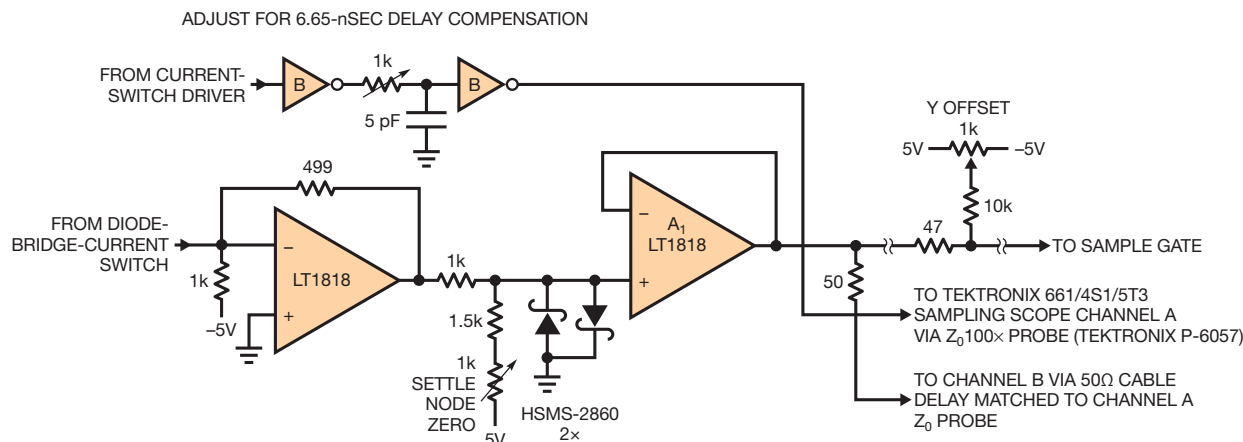 ADJUST FOR 6.65-nSEC DELAY COMPENSATION
FROM CURRENT-
SWITCH DRIVER
B
1k
B
5 pF
Y OFFSET
1k
5V
–5V
10k
499
FROM DIODE-
BRIDGE-CURRENT
SWITCH
1k
–5V
–
+
LT1818
1k
1.5k
1k
SETTLE
NODE
ZERO
5V
HSMS-2860
2×
–
+
A1
LT1818
47
TO SAMPLE GATE
50
TO TEKTRONIX 661/4S1/5T3
SAMPLING SCOPE CHANNEL A
VIA Z0100× PROBE (TEKTRONIX P-6057)
TO CHANNEL B VIA 50Ω CABLE
DELAY MATCHED TO CHANNEL A
Z0 PROBE